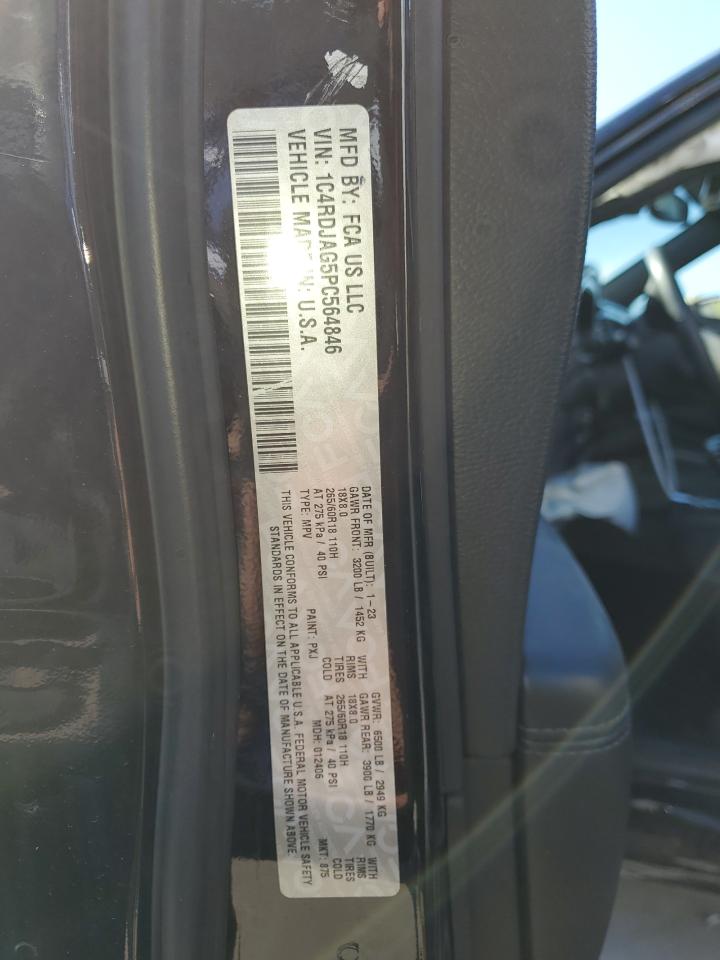 MFD BY: FCA US LLC
VIN: 1C4RDJAG5PC564846
VEHICLE MADE IN: U.S.A.
DATE OF MFR (BUILT): 1-23 GVWR: 6500 LB / 2949 KG
GAWR FRONT: 3200 LB / 1452 KG WITH GAWR REAR: 3900 LB / 1770 KG WITH
18X8.0 RIMS 18X8.0 RIMS
265/60R18 110H TIRES 265/60R18 110H TIRES
AT 275 kPa / 40 PSI COLD AT 275 kPa / 40 PSI COLD
TYPE: MPV PAINT: PXJ MDH: 012406 MKT: 875
THIS VEHICLE CONFORMS TO ALL APPLICABLE U.S.A. FEDERAL MOTOR VEHICLE SAFETY
STANDARDS IN EFFECT ON THE DATE OF MANUFACTURE SHOWN ABOVE.